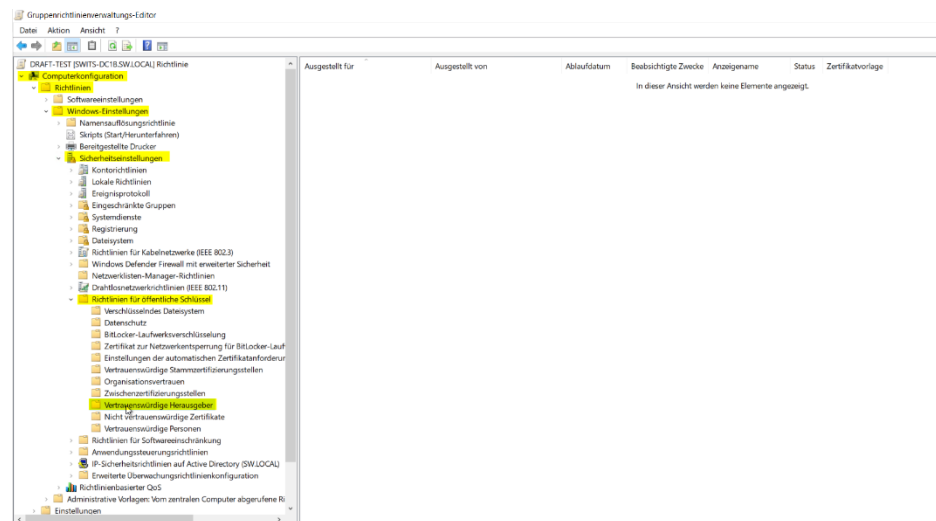 Gruppenrichtlinienverwaltungs-Editor
Datei Aktion Ansicht ?
DRAFT-TEST [SWITS-DC18.SW.LOCAL] Richtlinie
Computerkonfiguration
Richtlinien
Softwareeinstellungen
Windows-Einstellungen
Namensauflösungsrichtlinie
Skripts (Start/Herunterfahren)
Bereitgestellte Drucker
Sicherheitseinstellungen
Kontorichtlinien
Lokale Richtlinien
Ereignisprotokoll
Eingeschränkte Gruppen
Systemdienste
Registrierung
Dateisystem
Richtlinien für Kabelnetzwerke (IEEE 802.3)
Windows Defender Firewall mit erweiterter Sicherheit
Netzwerklisten-Manager-Richtlinien
Drahtlosnetzwerkrichtlinien (IEEE 802.11)
Richtlinien für öffentliche Schlüssel
Verschlüsselndes Dateisystem
Datenschutz
BitLocker-Laufwerksverschlüsselung
Zertifikat zur Netzwerkentsperrung für BitLocker-Lauf
Einstellungen der automatischen Zertifikatanforderun
Vertrauenswürdige Stammzertifizierungsstellen
Organisationsvertrauen
Zwischenzertifizierungsstellen
Vertrauenswürdige Herausgeber
Nicht vertrauenswürdige Zertifikate
Vertrauenswürdige Personen
Richtlinien für Softwareeinschränkung
Anwendungssteuerungsrichtlinien
IP-Sicherheitsrichtlinien auf Active Directory (SW.LOCAL)
Erweiterte Überwachungsrichtlinienkonfiguration
Richtlinienbasierter QoS
Administrative Vorlagen: Vom zentralen Computer abgerufene Ri
Einstellungen
Ausgestellt für Ausgestellt von Ablaufdatum Beabsichtigte Zwecke Anzeigename Status Zertifikatvorlage
In dieser Ansicht werden keine Elemente angezeigt.